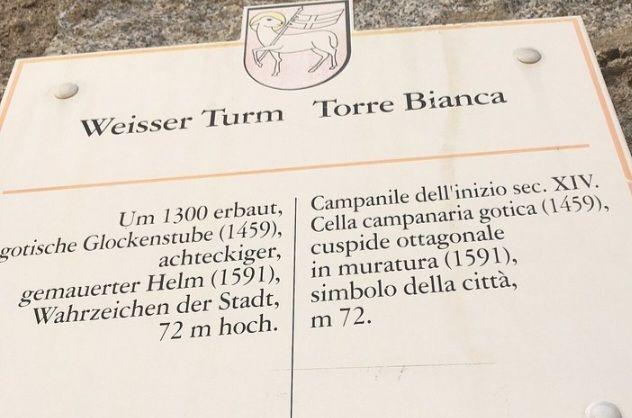 Weisser Turm Torre Bianca
Um 1300 erbaut,
gotische Glockenstube (1459),
achteckiger,
gemauerter Helm (1591),
Wahrzeichen der Stadt,
72 m hoch.
Campanile dell'inizio sec. XIV.
Cella campanaria gotica (1459),
cuspide ottagonale
in muratura (1591),
simbolo della città,
m 72.